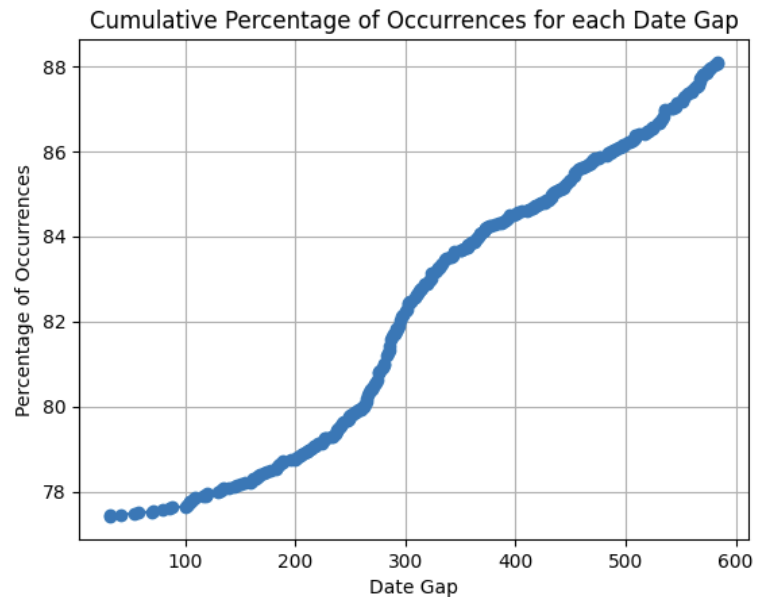 Cumulative Percentage of Occurrences for each Date Gap
Percentage of Occurrences
88
86
84
82
80
78
100 200 300 400 500 600
Date Gap